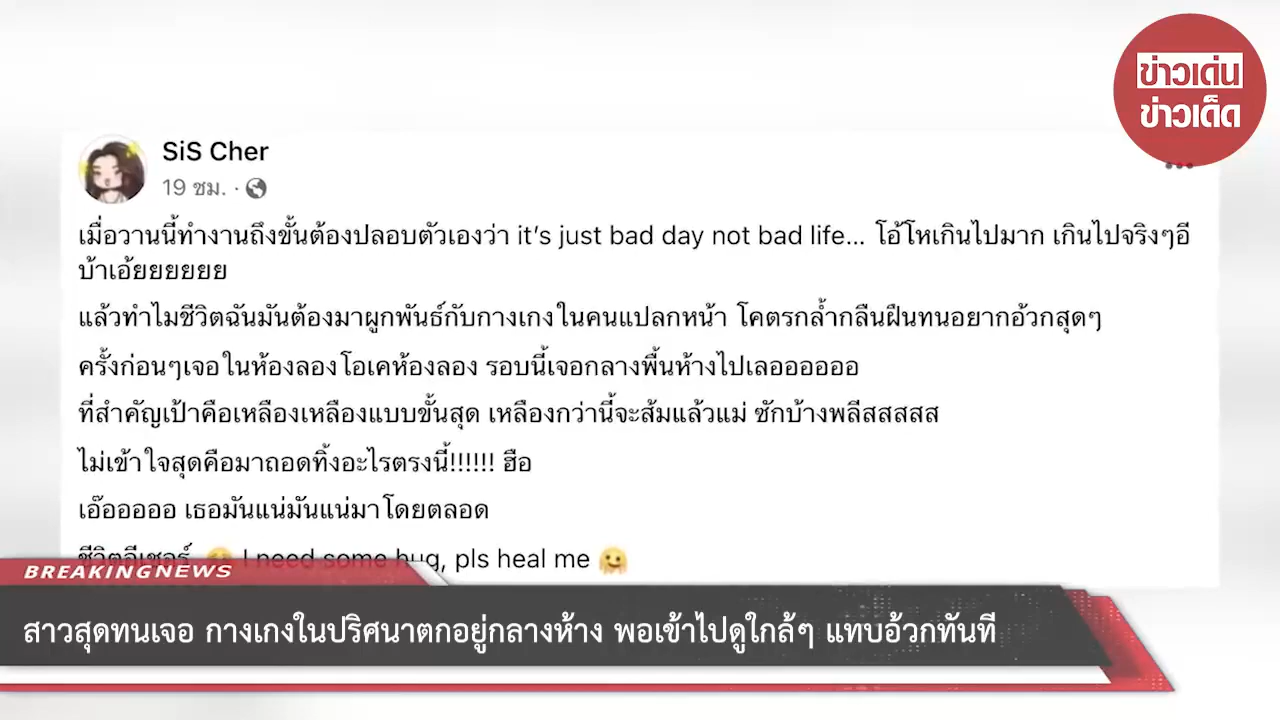 ข่าวเด่น
ข่าวเด็ด
SiS Cher
19 ชม. ·
เมื่อวานนี้ทำงานถึงขั้นต้องปลอบตัวเองว่า it’s just bad day not bad life... โอ้โหเกินไปมาก เกินไปจริงๆอี
บ้าเอ้ยยยยยยย
แล้วทำไมชีวิตฉันมันต้องมาผูกพันธ์กับกางเกงในคนแปลกหน้า โคตรกล้ำกลืนฝืนทนอยากอ้วกสุดๆ
ครั้งก่อนๆเจอในห้องลองโอเคห้องลอง รอบนี้เจอกลางพื้นห้างไปเลออออออ
ที่สำคัญเป้าคือเหลืองเหลืองแบบขั้นสุด เหลืองกว่านี้จะส้มแล้วแม่ ซักบ้างพลีสสสสส
ไม่เข้าใจสุดคือมาถอดทิ้งอะไรตรงนี้!!!!!! ฮือ
เอ๊อออออ เธอมันแน่มันแน่มาโดยตลอด
ชีวิตอีเชอร์ 🥹 I need some hug, pls heal me 🫠
BREAKING NEWS
สาวสุดทนเจอ กางเกงในปริศนาตกอยู่กลางห้าง พอเข้าไปดูใกล้ๆ แทบอ้วกทันที